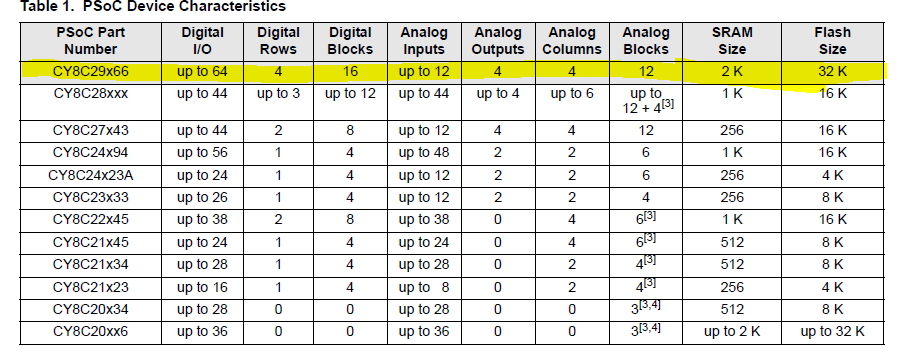 Table 1. PSoC Device Characteristics
PSoC Part Number Digital I/O Digital Rows Digital Blocks Analog Inputs Analog Outputs Analog Columns Analog Blocks SRAM Size Flash Size
CY8C29x66 up to 64 4 16 up to 12 4 4 12 2 K 32 K
CY8C28xxx up to 44 up to 3 up to 12 up to 44 up to 4 up to 6 up to 12 + 4[3] 1 K 16 K
CY8C27x43 up to 44 2 8 up to 12 4 4 12 256 16 K
CY8C24x94 up to 56 1 4 up to 48 2 2 6 1 K 16 K
CY8C24x23A up to 24 1 4 up to 12 2 2 6 256 4 K
CY8C23x33 up to 26 1 4 up to 12 2 2 4 256 8 K
CY8C22x45 up to 38 2 8 up to 38 0 4 6[3] 1 K 16 K
CY8C21x45 up to 24 1 4 up to 24 0 4 6[3] 512 8 K
CY8C21x34 up to 28 1 4 up to 28 0 2 4[3] 512 8 K
CY8C21x23 up to 16 1 4 up to 8 0 2 4[3] 256 4 K
CY8C20x34 up to 28 0 0 up to 28 0 0 3[3,4] 512 8 K
CY8C20xx6 up to 36 0 0 up to 36 0 0 3[3,4] up to 2 K up to 32 K